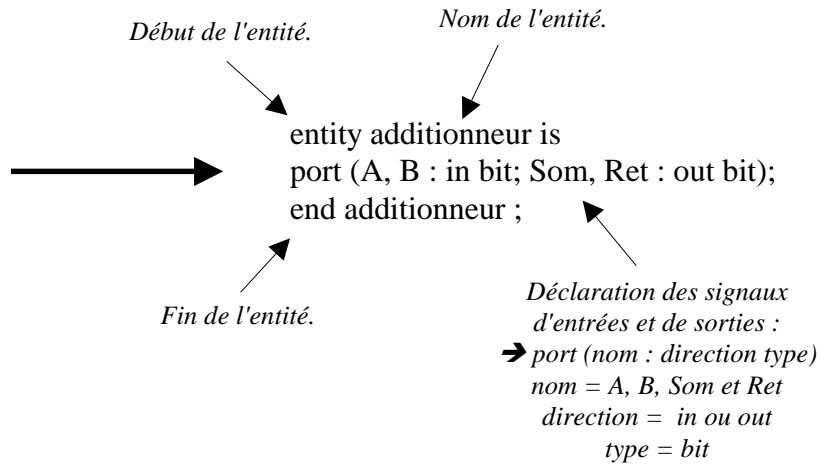 Début de l'entité.
Nom de l'entité.
entity additionneur is
port (A, B : in bit; Som, Ret : out bit);
end additionneur ;
Fin de l'entité.
Déclaration des signaux
d'entrées et de sorties :
➔ port (nom : direction type)
nom = A, B, Som et Ret
direction = in ou out
type = bit